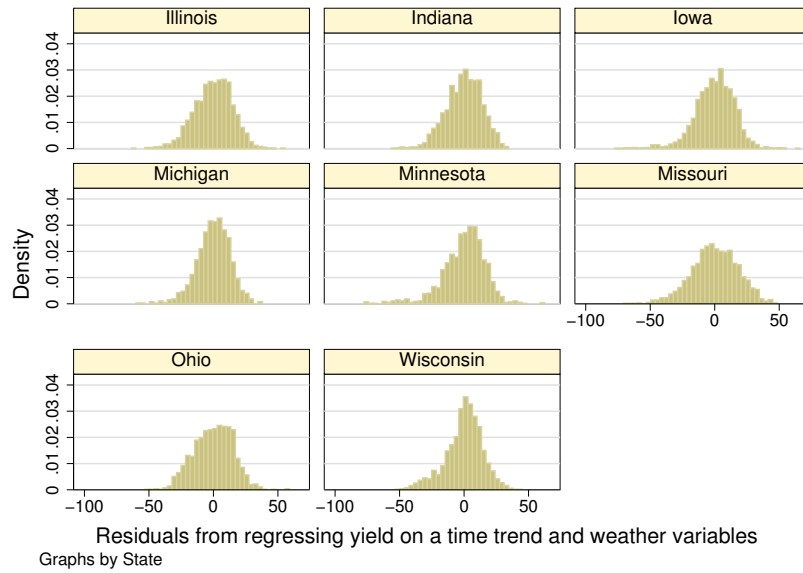 Illinois Indiana Iowa
0 .01 .02 .03 .04
Michigan Minnesota Missouri
0 .01 .02 .03 .04
−100 −50 0 50
Ohio Wisconsin
0 .01 .02 .03 .04
−100 −50 0 50 −100 −50 0 50
Density
Residuals from regressing yield on a time trend and weather variables
Graphs by State